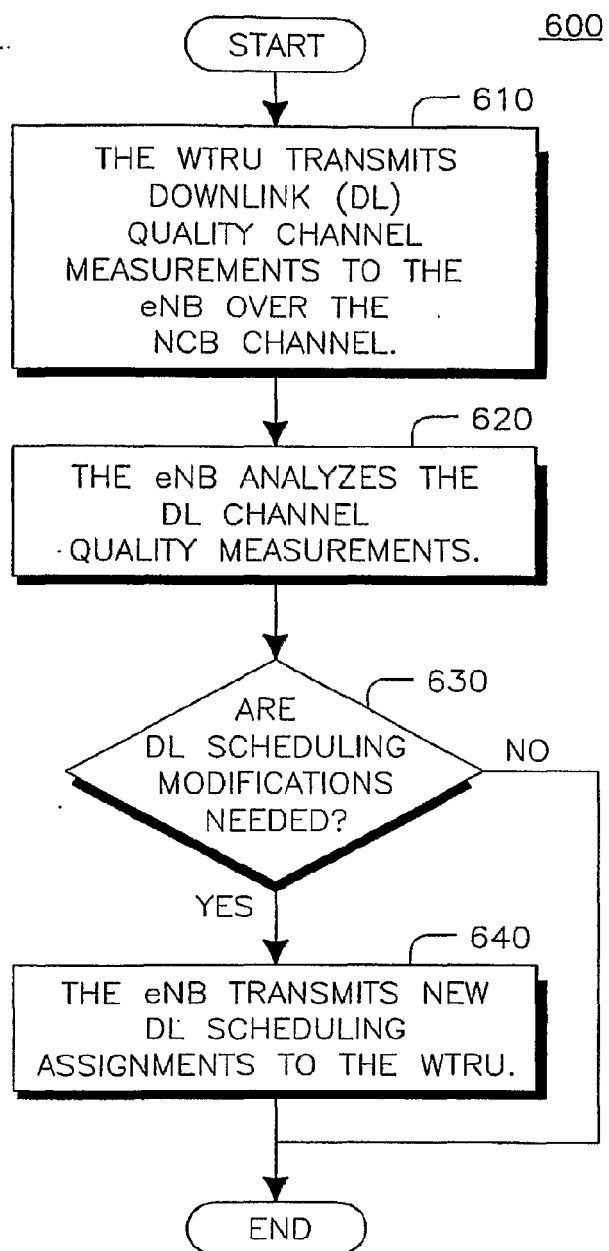 600
START
610
THE WTRU TRANSMITS
DOWNLINK (DL)
QUALITY CHANNEL
MEASUREMENTS TO THE
eNB OVER THE
NCB CHANNEL.
620
THE eNB ANALYZES THE
DL CHANNEL
QUALITY MEASUREMENTS.
630
ARE
DL SCHEDULING
MODIFICATIONS
NEEDED?
NO
YES
640
THE eNB TRANSMITS NEW
DL SCHEDULING
ASSIGNMENTS TO THE WTRU.
END